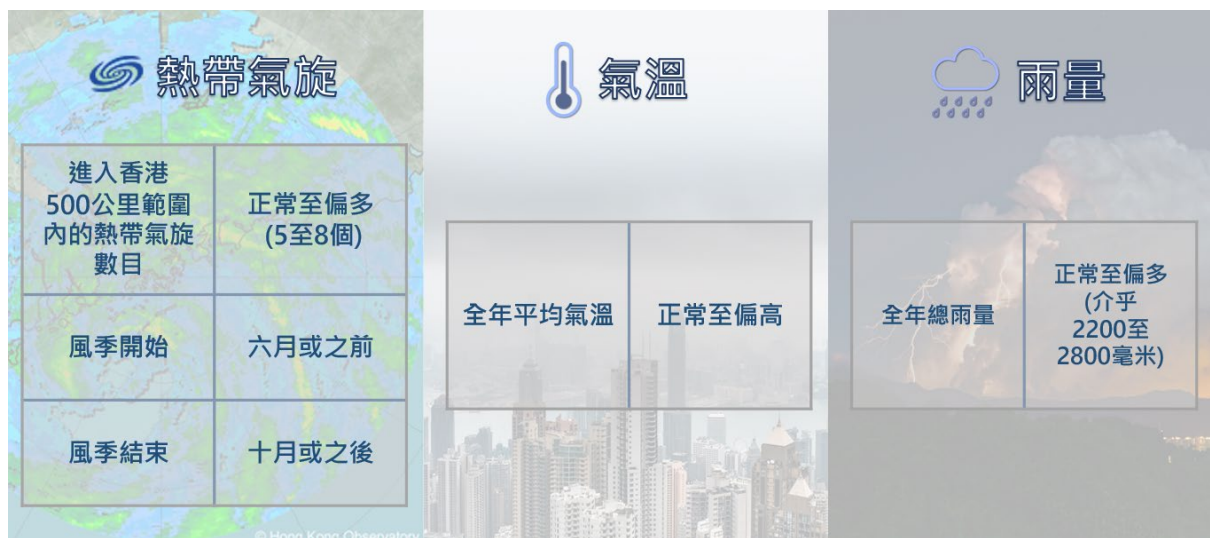 熱帶氣旋
進入香港
500公里範圍
內的熱帶氣旋
數目
正常至偏多
(5至8個)
風季開始
六月或之前
風季結束
十月或之後
© Hong Kong Observatory
氣溫
全年平均氣溫
正常至偏高
雨量
全年總雨量
正常至偏多
(介乎
2200至
2800毫米)